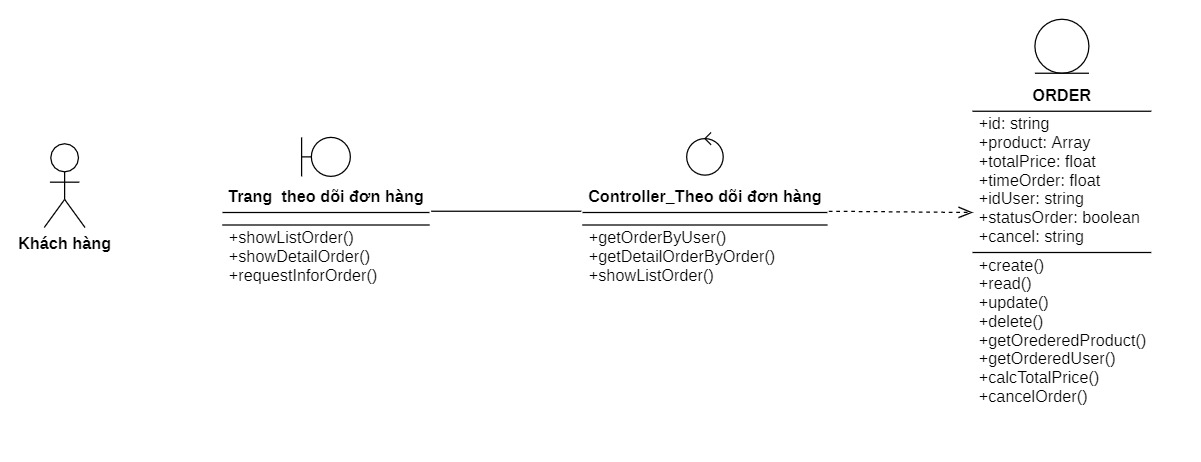 Khách hàng
Trang theo dõi đơn hàng
+showListOrder()
+showDetailOrder()
+requestInforOrder()
Controller_Theo dõi đơn hàng
+getOrderByUser()
+getDetailOrderByOrder()
+showListOrder()
ORDER
+id: string
+product: Array
+totalPrice: float
+timeOrder: float
+idUser: string
+statusOrder: boolean
+cancel: string
+create()
+read()
+update()
+delete()
+getOrederedProduct()
+getOrderedUser()
+calcTotalPrice()
+cancelOrder()